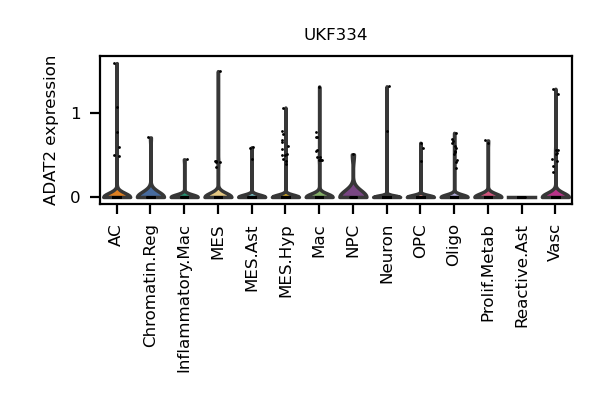 UKF334
ADAT2 expression
1
0
AC
Chromatin.Reg
Inflammatory.Mac
MES
MES.Ast
MES.Hyp
Mac
NPC
Neuron
OPC
Oligo
Prolif.Metab
Reactive.Ast
Vasc